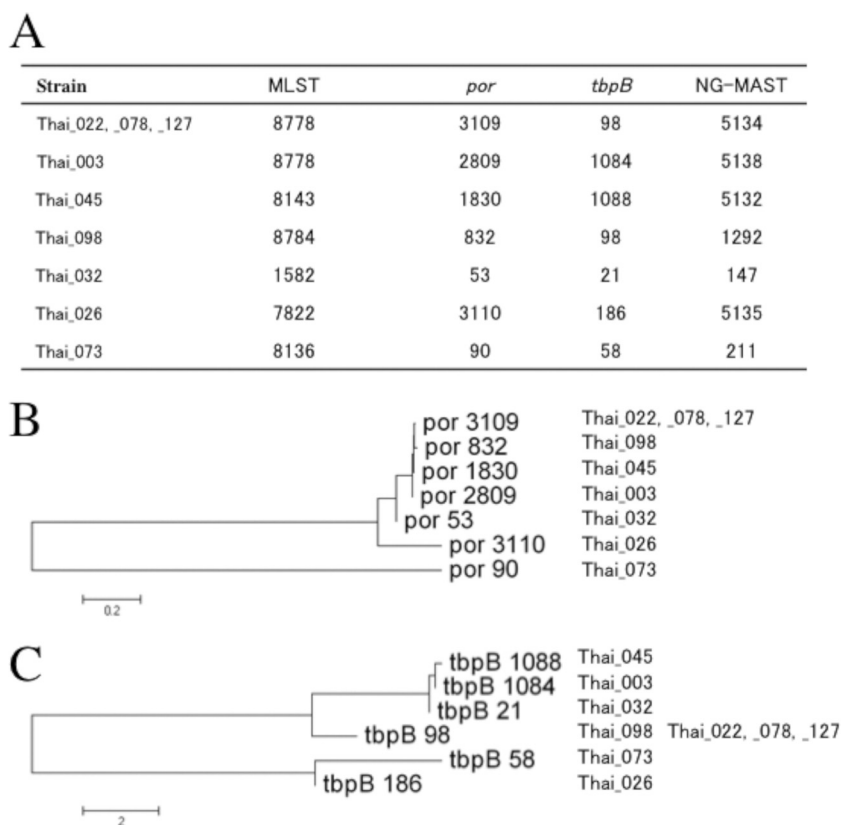 A
Strain MLST por tbpB NG-MAST
Thai_022, _078, _127 8778 3109 98 5134
Thai_003 8778 2809 1084 5138
Thai_045 8143 1830 1088 5132
Thai_098 8784 832 98 1292
Thai_032 1582 53 21 147
Thai_026 7822 3110 186 5135
Thai_073 8136 90 58 211
B
por 3109 Thai_022, _078, _127
por 832 Thai_098
por 1830 Thai_045
por 2809 Thai_003
por 53 Thai_032
por 3110 Thai_026
por 90 Thai_073
0.2
C
tbpB 1088 Thai_045
tbpB 1084 Thai_003
tbpB 21 Thai_032
tbpB 98 Thai_098 Thai_022, _078, _127
tbpB 58 Thai_073
tbpB 186 Thai_026
2